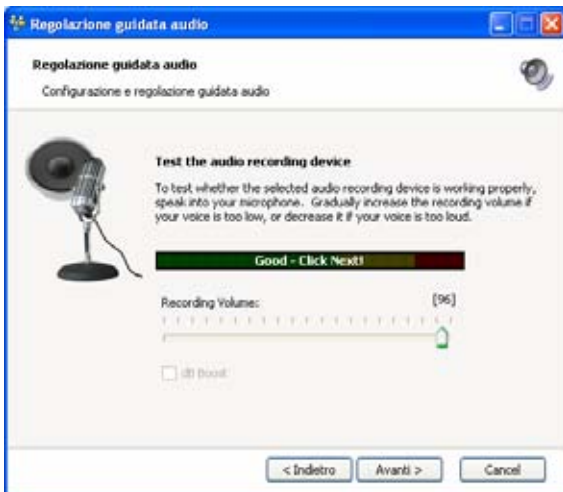 Regolazione guidata audio
Regolazione guidata audio
Configurazione e regolazione guidata audio
Test the audio recording device
To test whether the selected audio recording device is working properly,
speak into your microphone. Gradually increase the recording volume if
your voice is too low, or decrease it if your voice is too loud.
Good - Click Next!
Recording Volume: [96]
dB Boost
< Indietro Avanti > Cancel